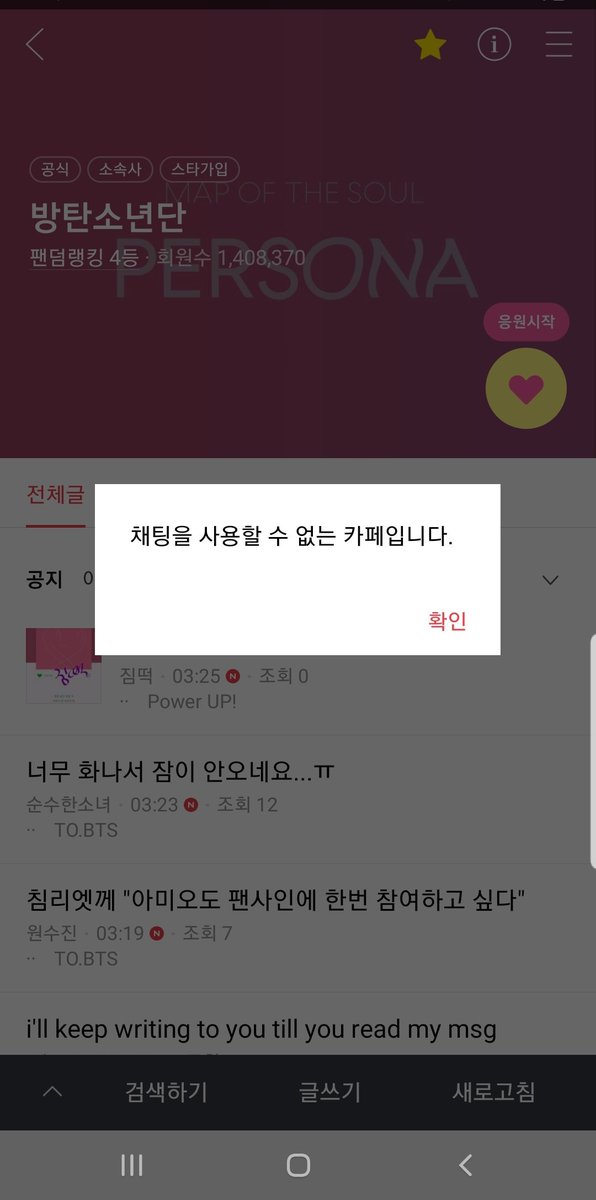 공식 소속사 스타가입
MAP OF THE SOUL
방탄소년단
PERSONA
팬덤랭킹 4등 · 회원수 1,408,370
응원시작
전체글
채팅을 사용할 수 없는 카페입니다.
확인
공지
짐떡 · 03:25 N · 조회 0
·· Power UP!
너무 화나서 잠이 안오네요...ㅠ
순수한소녀 · 03:23 N · 조회 12
·· TO.BTS
침리엣께 "아미오도 팬사인에 한번 참여하고 싶다"
원수진 · 03:19 N · 조회 7
·· TO.BTS
i'll keep writing to you till you read my msg
검색하기 글쓰기 새로고침